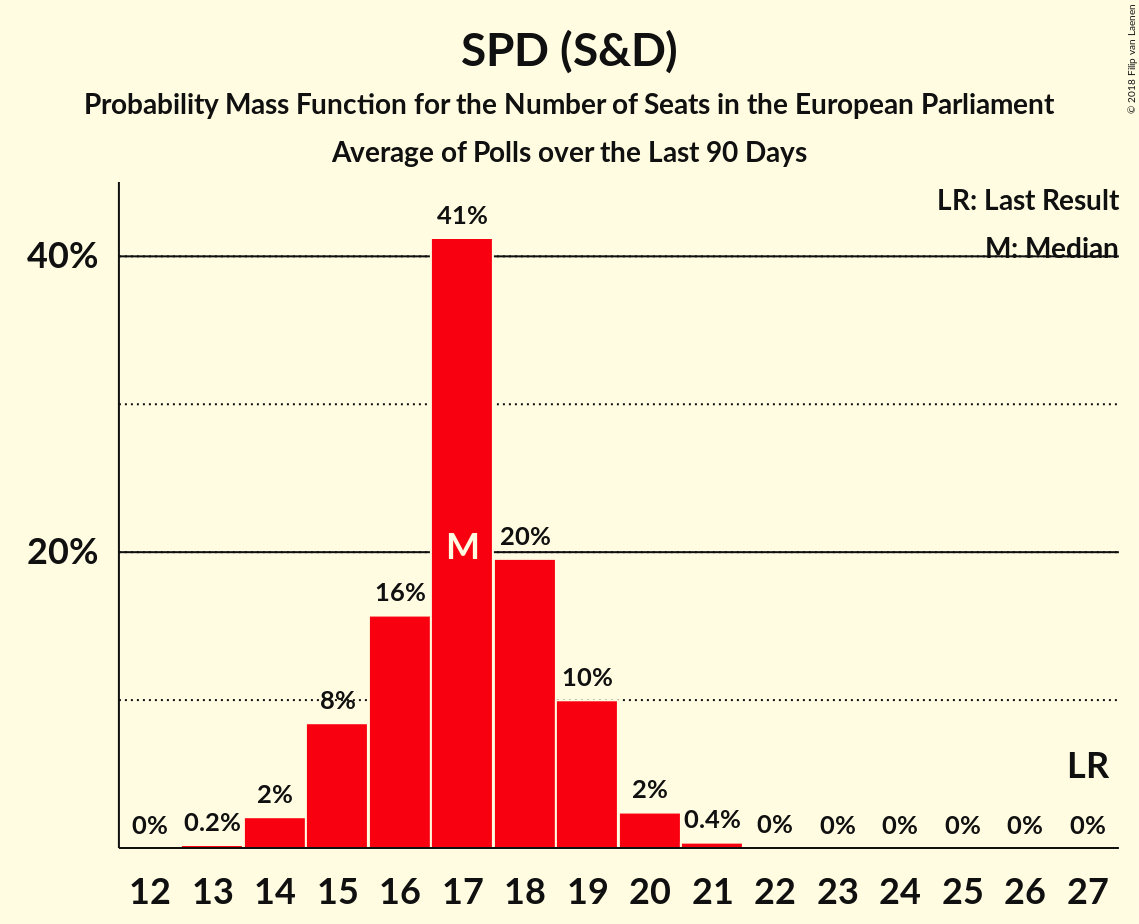 SPD (S&D)
Probability Mass Function for the Number of Seats in the European Parliament
Average of Polls over the Last 90 Days
© 2018 Filip van Laenen
LR: Last Result
M: Median
40%
20%
0%
0.2%
2%
8%
16%
41%
M
20%
10%
2%
0.4%
0%
0%
0%
0%
0%
0%
LR
12 13 14 15 16 17 18 19 20 21 22 23 24 25 26 27